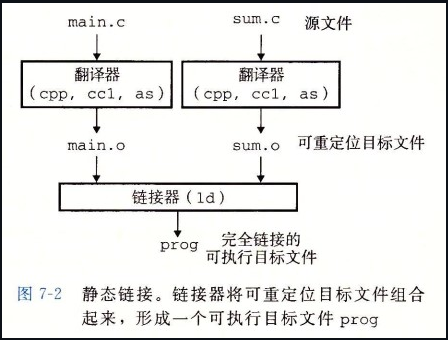 main.c sum.c 源文件
翻译器 翻译器
(cpp, cc1, as) (cpp, cc1, as)
main.o sum.o 可重定位目标文件
链接器(ld)
prog 完全链接的
可执行目标文件
图 7-2 静态链接。链接器将可重定位目标文件组合
起来，形成一个可执行目标文件 prog